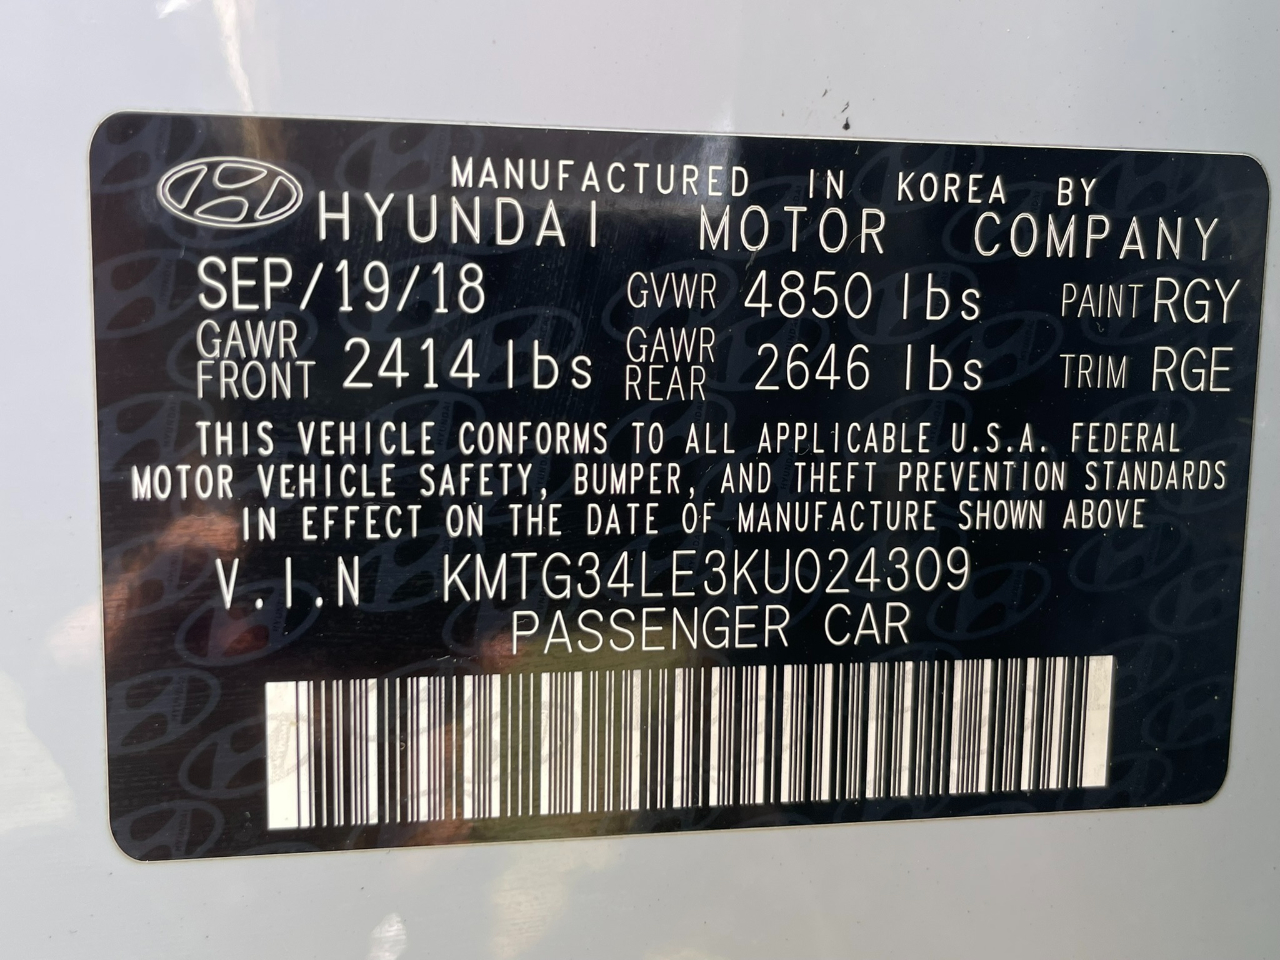 MANUFACTURED IN KOREA BY
HYUNDAI MOTOR COMPANY
SEP/19/18 GVWR 4850 lbs PAINT RGY
GAWR FRONT 2414 lbs GAWR REAR 2646 lbs TRIM RGE
THIS VEHICLE CONFORMS TO ALL APPLICABLE U.S.A. FEDERAL
MOTOR VEHICLE SAFETY, BUMPER, AND THEFT PREVENTION STANDARDS
IN EFFECT ON THE DATE OF MANUFACTURE SHOWN ABOVE
V.I.N KMTG34LE3KU024309
PASSENGER CAR